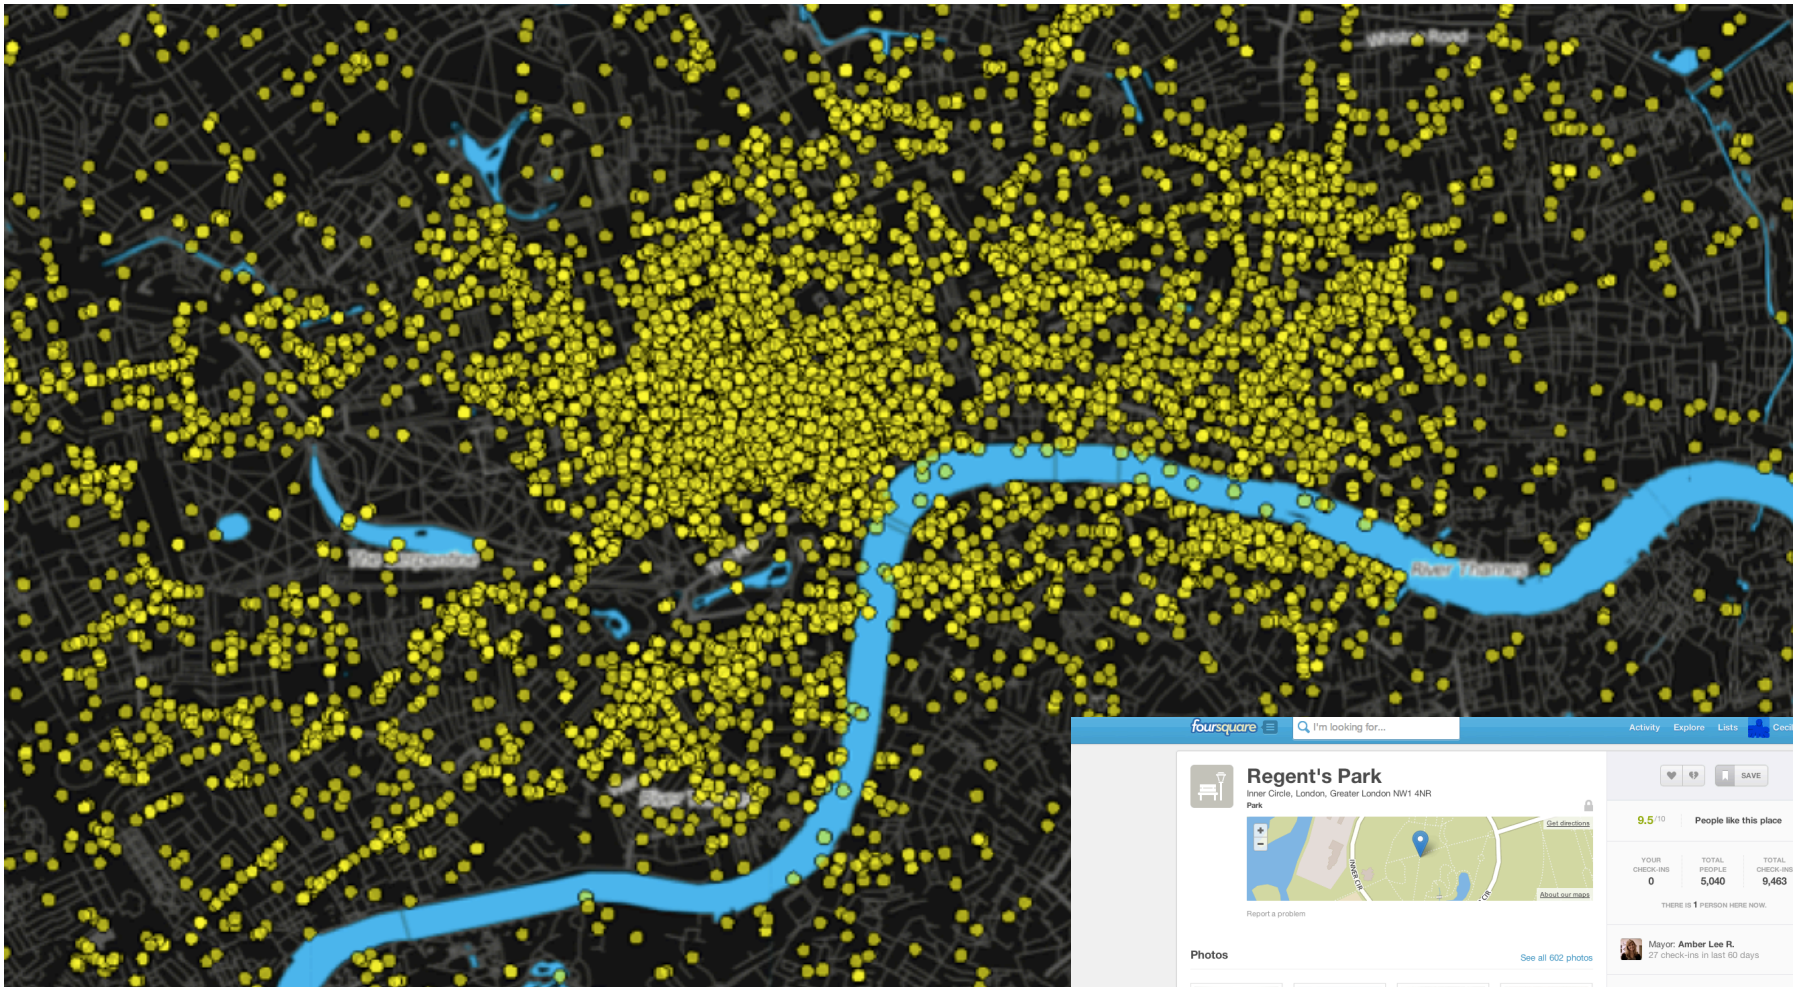 River Thames
foursquare
I'm looking for...
Activity
Explore
Lists
Regent's Park
Inner Circle, London, Greater London NW1 4NR
Park
Get directions
+
−
INNER CIR.
CIR
About our maps
Report a problem
Photos
See all 602 photos
SAVE
9.5/10
People like this place
YOUR CHECK-INS
0
TOTAL PEOPLE
5,040
TOTAL CHECK-INS
9,463
THERE IS 1 PERSON HERE NOW.
Mayor: Amber Lee R.
27 check-ins in last 60 days